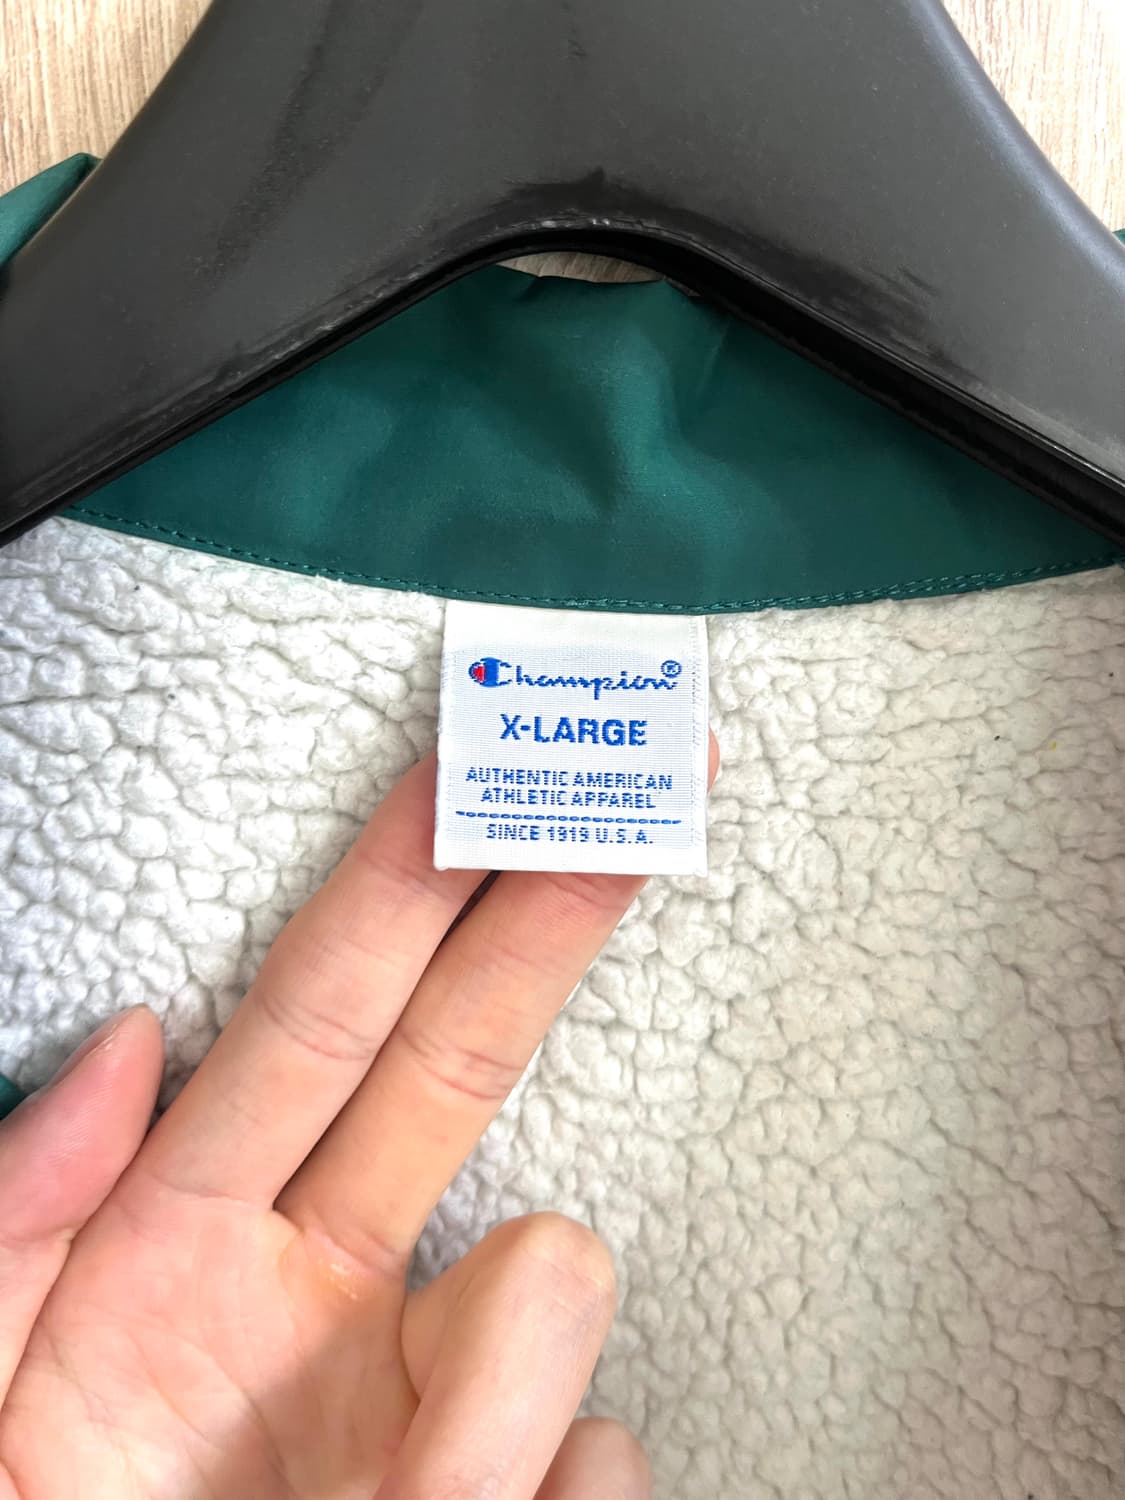 Champion®
X-LARGE
AUTHENTIC AMERICAN
ATHLETIC APPAREL
SINCE 1919 U.S.A.